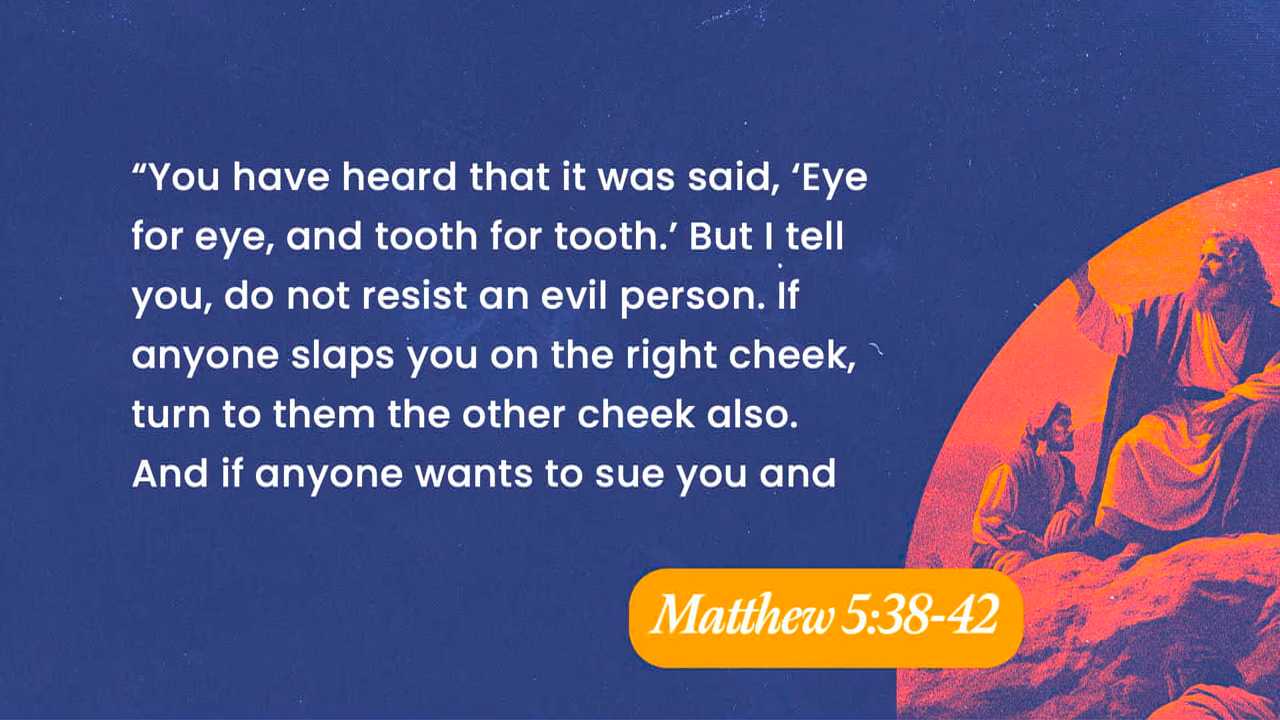 “You have heard that it was said, ‘Eye
for eye, and tooth for tooth.’ But I tell
you, do not resist an evil person. If
anyone slaps you on the right cheek,
turn to them the other cheek also.
And if anyone wants to sue you and
Matthew 5:38-42